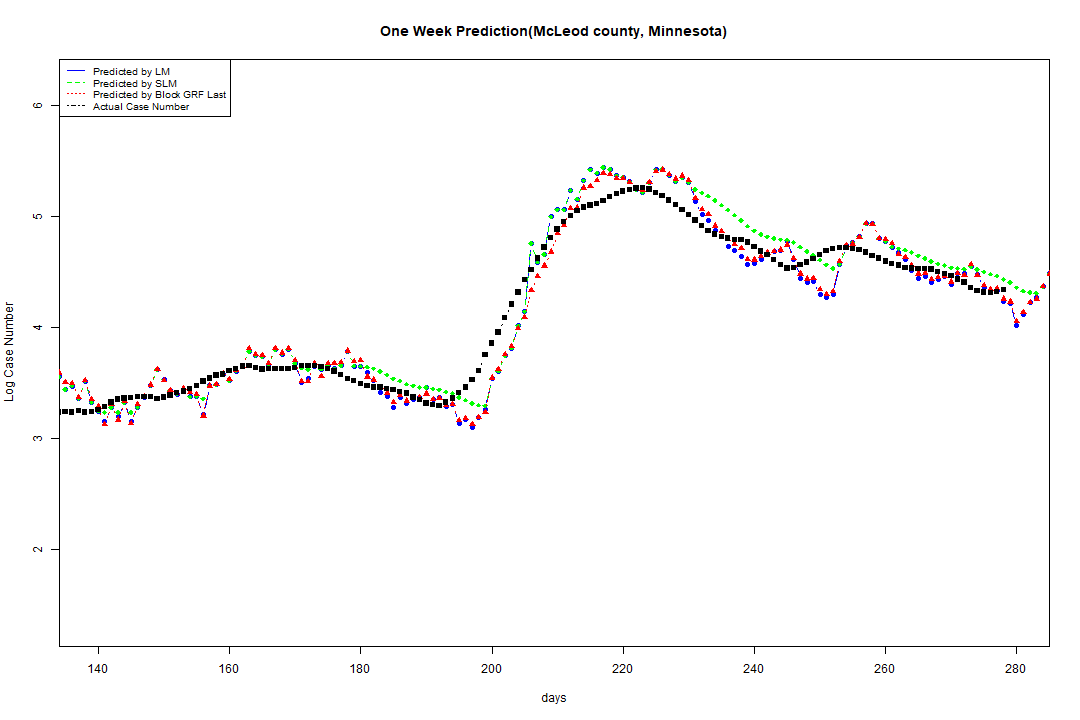 One Week Prediction(McLeod county, Minnesota)
Predicted by LM
Predicted by SLM
Predicted by Block GRF Last
Actual Case Number
6
5
4
3
2
Log Case Number
140 160 180 200 220 240 260 280
days